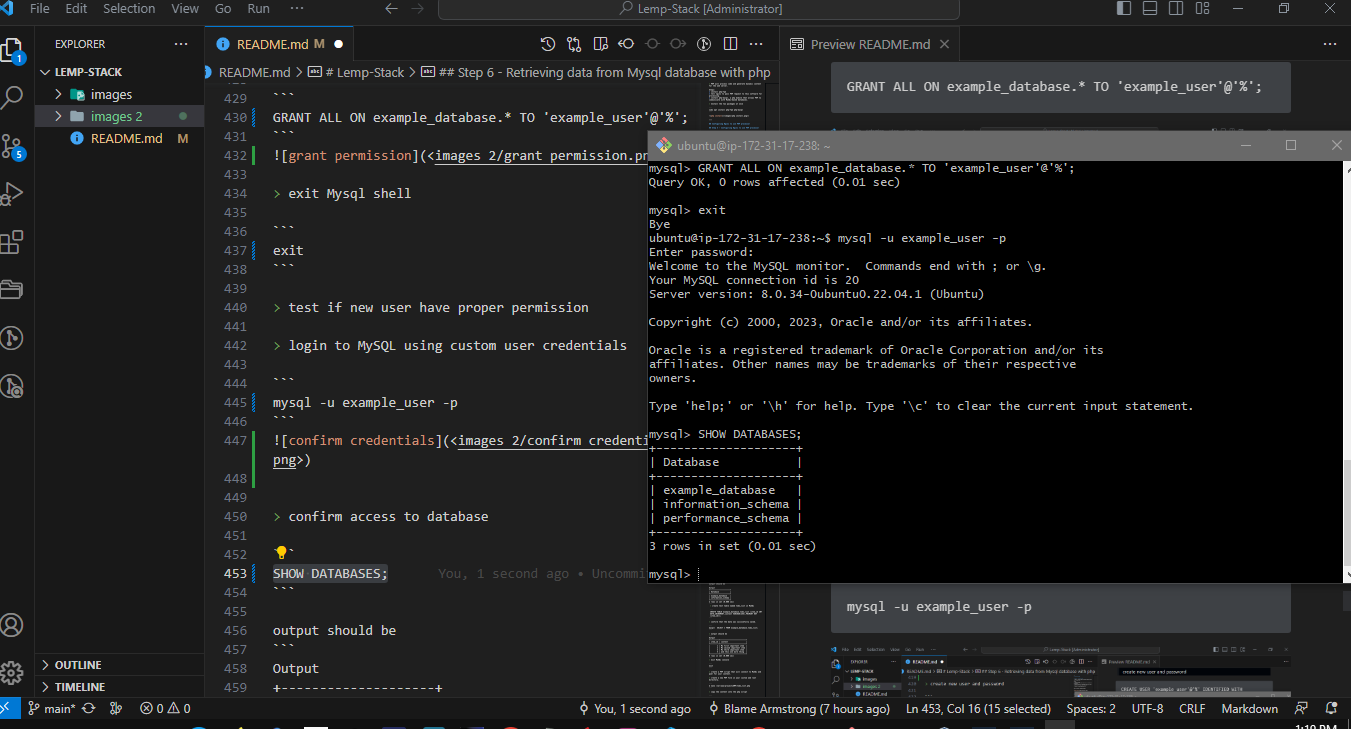 File Edit Selection View Go Run ··· Lemp-Stack [Administrator]
EXPLORER ···
LEMP-STACK
images
images 2
README.md M
OUTLINE
TIMELINE
1
5
README.md M
README.md > # Lemp-Stack > ## Step 6 - Retrieving data from Mysql database with php
429 ```
430 GRANT ALL ON example_database.* TO 'example_user'@'%';
431 ```
432 ![grant permission](<images 2/grant permission.pn
433
434 > exit Mysql shell
435
436 ```
437 exit
438 ```
439
440 > test if new user have proper permission
441
442 > login to MySQL using custom user credentials
443
444 ```
445 mysql -u example_user -p
446 ```
447 ![confirm credentials](<images 2/confirm credenti
png>)
448
449
450 > confirm access to database
451
452 ```
453 SHOW DATABASES; You, 1 second ago • Uncommi
454 ```
455
456 output should be
457 ```
458 Output
459 +--------------------+
Preview README.md
GRANT ALL ON example_database.* TO 'example_user'@'%';
ubuntu@ip-172-31-17-238: ~
mysql> GRANT ALL ON example_database.* TO 'example_user'@'%';
Query OK, 0 rows affected (0.01 sec)
mysql> exit
Bye
ubuntu@ip-172-31-17-238:~$ mysql -u example_user -p
Enter password:
Welcome to the MySQL monitor.  Commands end with ; or \g.
Your MySQL connection id is 20
Server version: 8.0.34-0ubuntu0.22.04.1 (Ubuntu)
Copyright (c) 2000, 2023, Oracle and/or its affiliates.
Oracle is a registered trademark of Oracle Corporation and/or its
affiliates. Other names may be trademarks of their respective
owners.
Type 'help;' or '\h' for help. Type '\c' to clear the current input statement.
mysql> SHOW DATABASES;
+--------------------+
| Database           |
+--------------------+
| example_database   |
| information_schema |
| performance_schema |
+--------------------+
3 rows in set (0.01 sec)
mysql>
mysql -u example_user -p
create new user and password
main* 0 0 You, 1 second ago Blame Armstrong (7 hours ago) Ln 453, Col 16 (15 selected) Spaces: 2 UTF-8 CRLF Markdown
1:19 PM